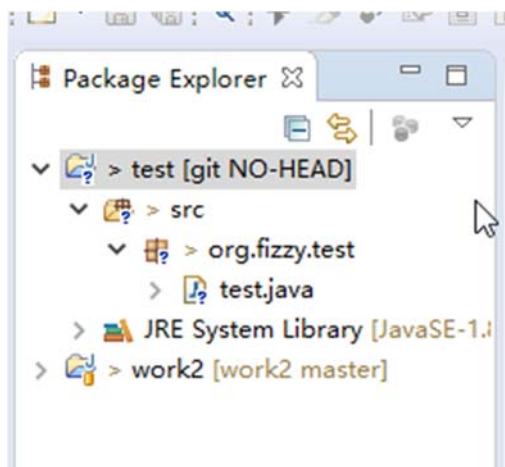 Package Explorer
> test [git NO-HEAD]
> src
> org.fizzy.test
test.java
JRE System Library [JavaSE-1.
> work2 [work2 master]